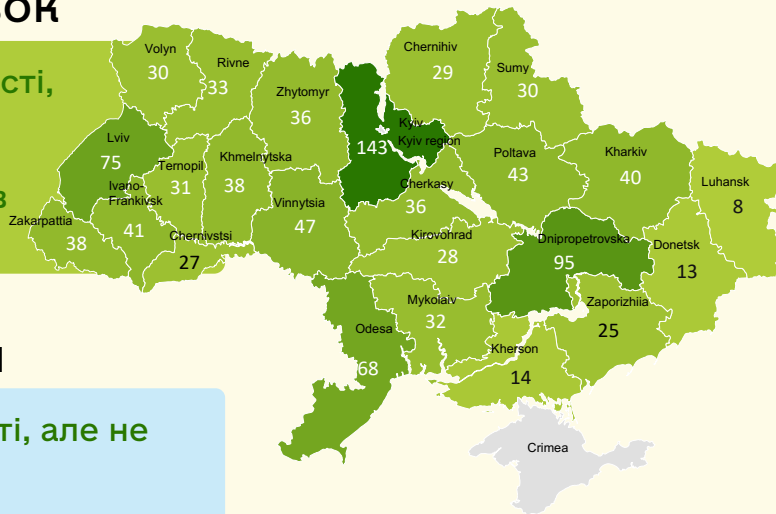 Volyn
30
Rivne
33
Zhytomyr
36
Chernihiv
29
Sumy
30
сті,
Lviv
75
Ternopil
31
Khmelnytska
38
Kyiv
Kyiv region
143
Poltava
43
Kharkiv
40
Luhansk
8
Ivano-
Frankivsk
41
Zakarpattia
38
Vinnytsia
47
Cherkasy
36
Chernivstsi
27
Kirovohrad
28
Dnipropetrovska
95
Donetsk
13
Mykolaiv
32
Zaporizhiia
25
Odesa
68
Kherson
14
ті, але не
Crimea